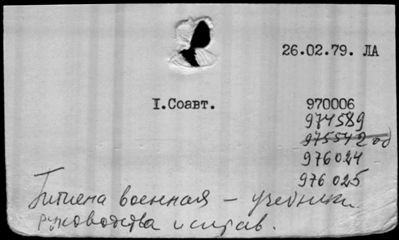 26.02.79. ЛА
I.Соавт. 970006
974589
975542 од
976024
976025
Гигиена военная – учебники
руководства и справ.